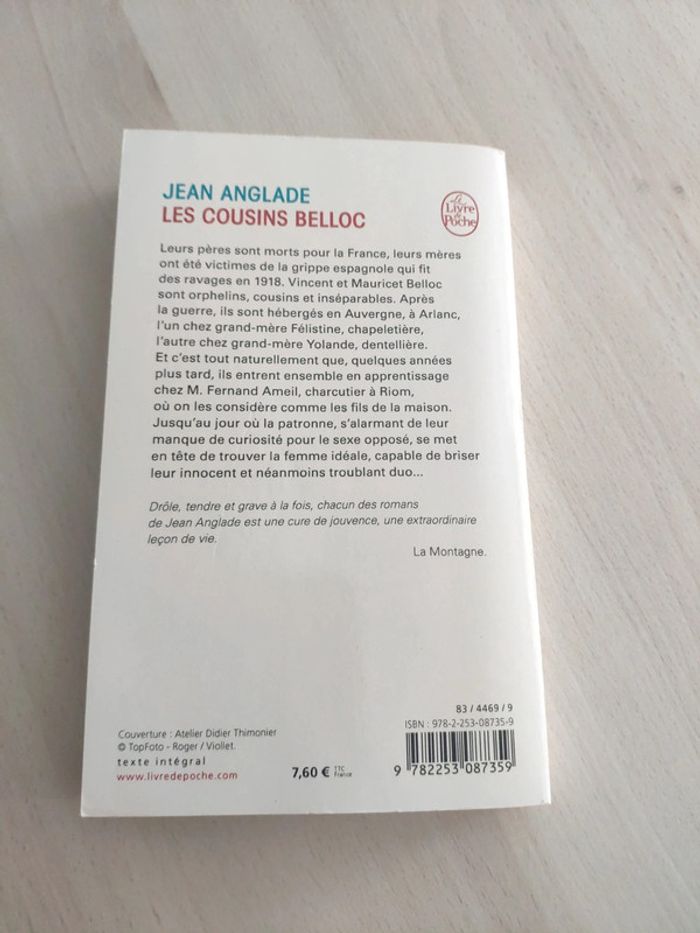 JEAN ANGLADE
LES COUSINS BELLOC
Le
Livre
de
Poche
Leurs pères sont morts pour la France, leurs mères
ont été victimes de la grippe espagnole qui fit
des ravages en 1918. Vincent et Mauricet Belloc
sont orphelins, cousins et inséparables. Après
la guerre, ils sont hébergés en Auvergne, à Arlanc,
l'un chez grand-mère Félistine, chapeletière,
l'autre chez grand-mère Yolande, dentellière.
Et c'est tout naturellement que, quelques années
plus tard, ils entrent ensemble en apprentissage
chez M. Fernand Ameil, charcutier à Riom,
où on les considère comme les fils de la maison.
Jusqu'au jour où la patronne, s'alarmant de leur
manque de curiosité pour le sexe opposé, se met
en tête de trouver la femme idéale, capable de briser
leur innocent et néanmoins troublant duo...
Drôle, tendre et grave à la fois, chacun des romans
de Jean Anglade est une cure de jouvence, une extraordinaire
leçon de vie.
La Montagne.
Couverture : Atelier Didier Thimonier
© TopFoto - Roger / Viollet.
texte intégral
www.livredepoche.com
7,60 € TTC
France
83 / 4469 / 9
ISBN : 978-2-253-08735-9
9 782253 087359